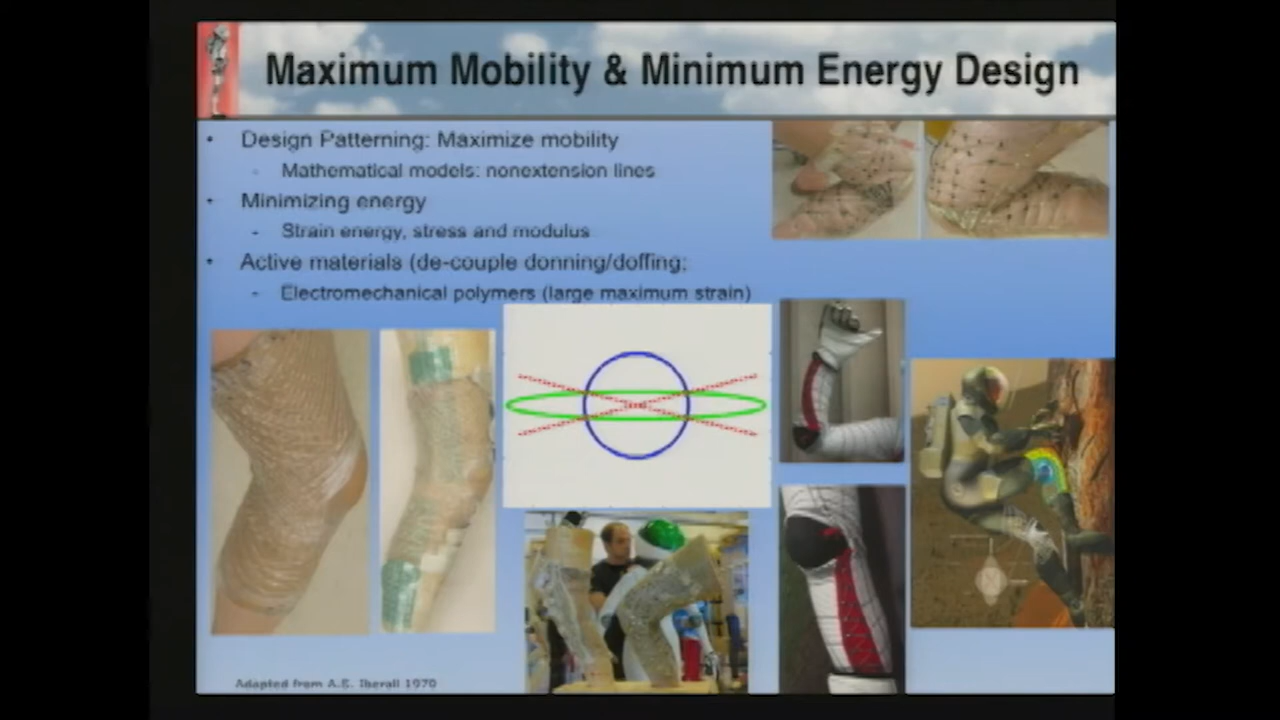 Maximum Mobility & Minimum Energy Design
• Design Patterning: Maximize mobility
- Mathematical models: nonextension lines
• Minimizing energy
- Strain energy, stress and modulus
• Active materials (de-couple donning/doffing:
- Electromechanical polymers (large maximum strain)
Adapted from A.S. Iberall 1970